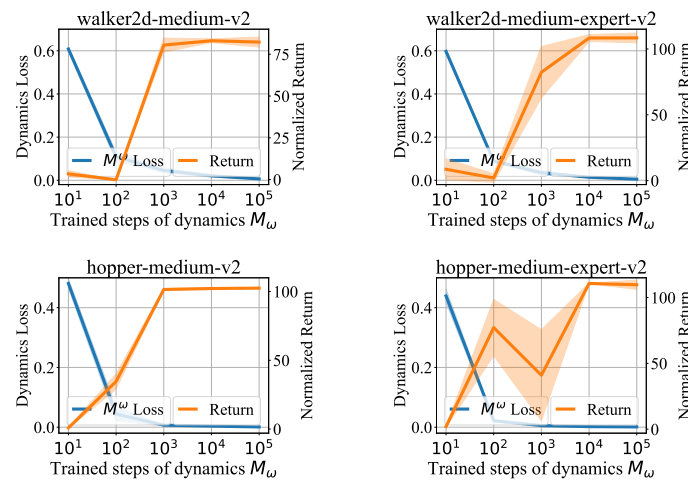 walker2d-medium-v2
walker2d-medium-expert-v2
Dynamics Loss
0.6
0.4
0.2
0.0
75
50
25
0
Normalized Return
M^ω Loss
Return
10^1 10^2 10^3 10^4 10^5
Trained steps of dynamics M_ω
Dynamics Loss
0.6
0.4
0.2
0.0
100
50
0
Normalized Return
M^ω Loss
Return
10^1 10^2 10^3 10^4 10^5
Trained steps of dynamics M_ω
hopper-medium-v2
hopper-medium-expert-v2
Dynamics Loss
0.4
0.2
0.0
100
50
0
Normalized Return
M^ω Loss
Return
10^1 10^2 10^3 10^4 10^5
Trained steps of dynamics M_ω
Dynamics Loss
0.4
0.2
0.0
100
50
0
Normalized Return
M^ω Loss
Return
10^1 10^2 10^3 10^4 10^5
Trained steps of dynamics M_ω